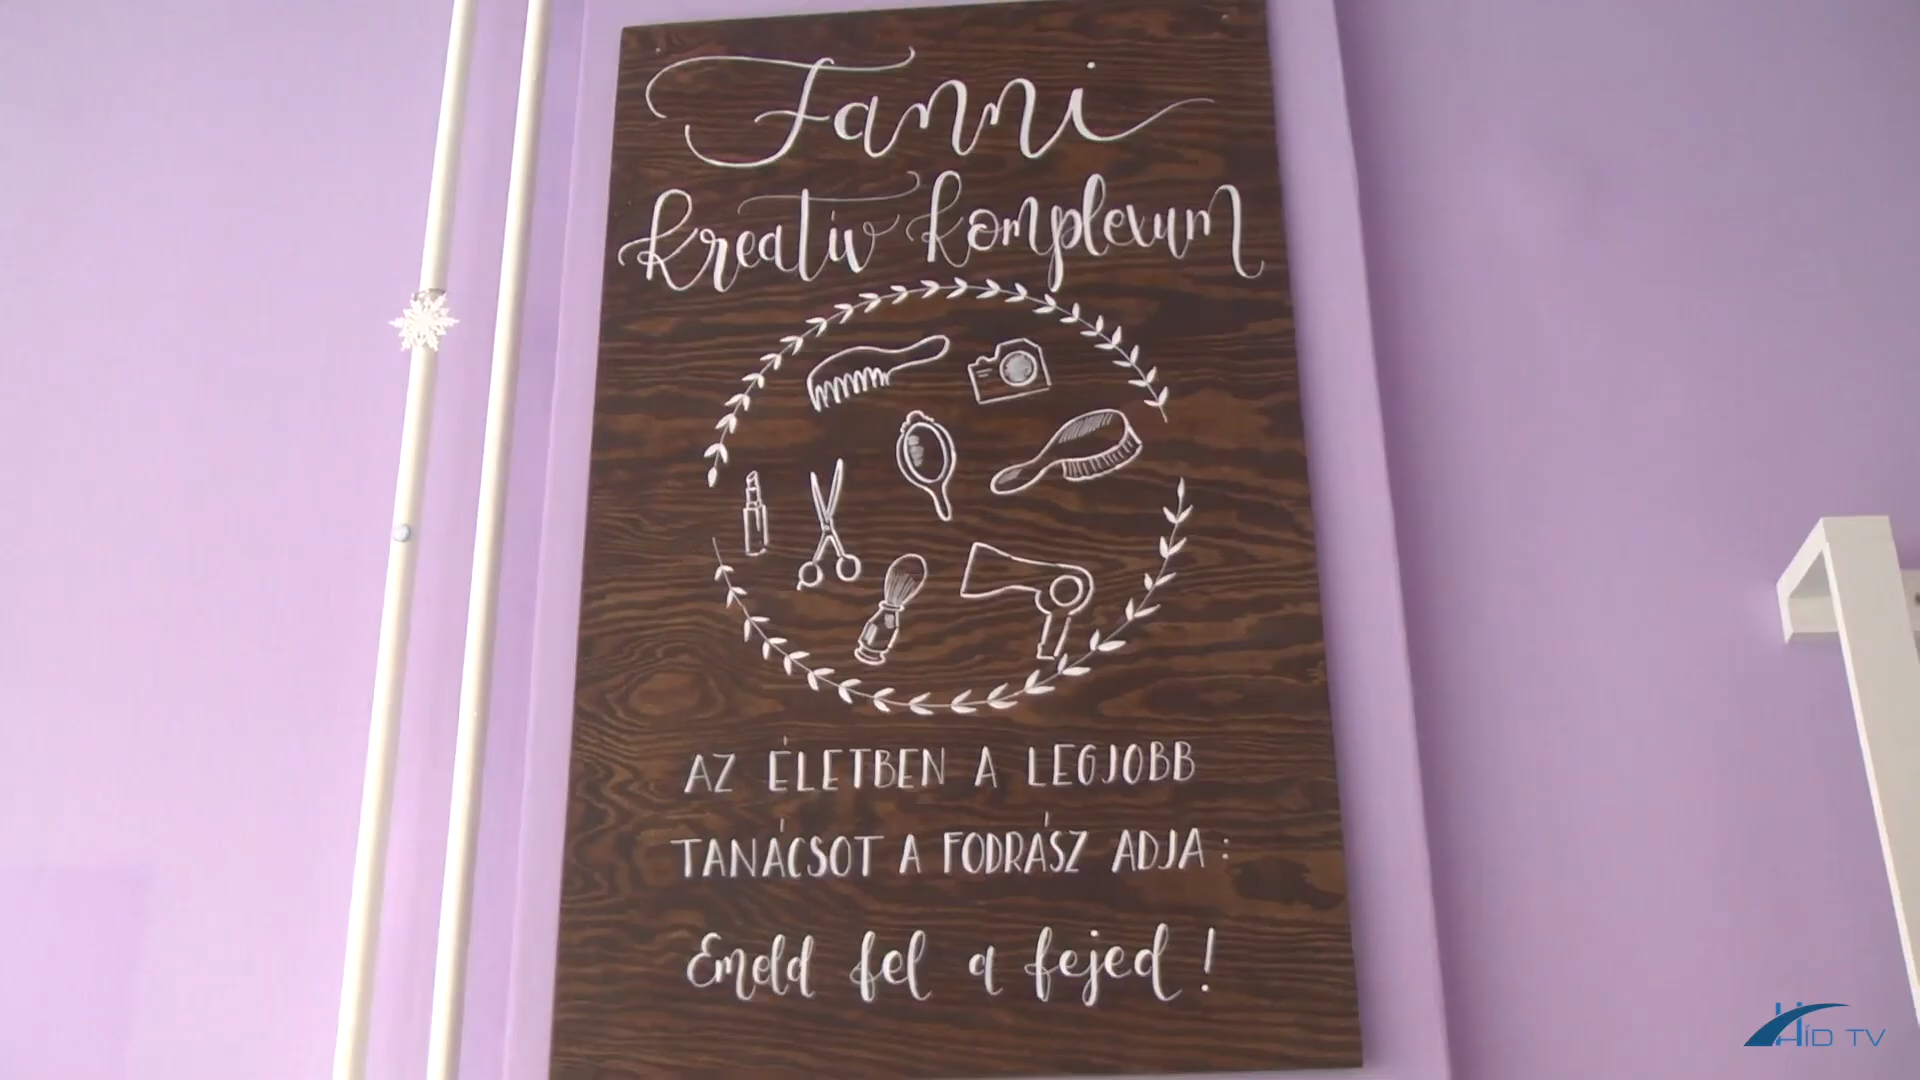 Fanni
kreatív komplexum
AZ ÉLETBEN A LEGJOBB
TANÁCSOT A FODRÁSZ ADJA:
Emeld fel a fejed!
HÍD TV